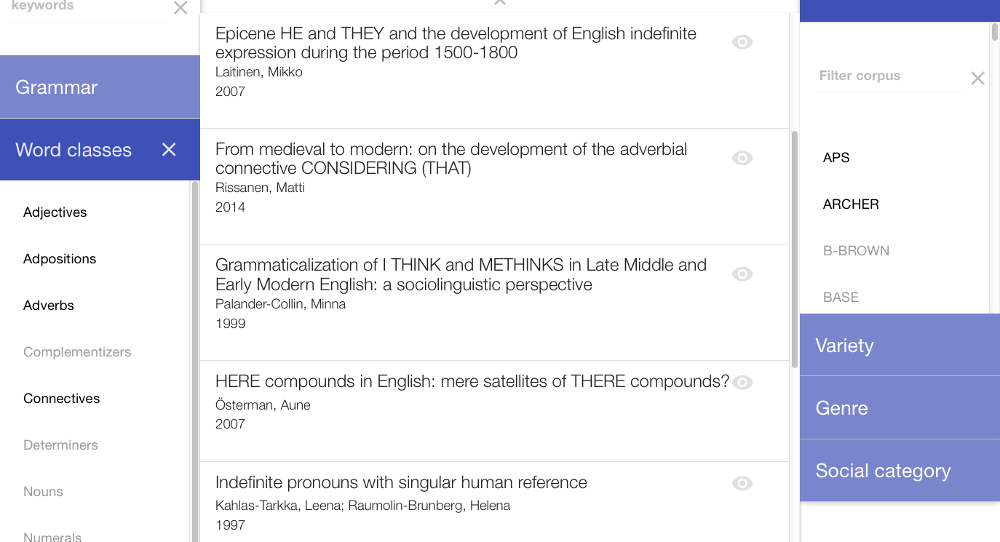 keywords
Grammar
Word classes
Adjectives
Adpositions
Adverbs
Complementizers
Connectives
Determiners
Nouns
Numerals
Epicene HE and THEY and the development of English indefinite
expression during the period 1500-1800
Laitinen, Mikko
2007
From medieval to modern: on the development of the adverbial
connective CONSIDERING (THAT)
Rissanen, Matti
2014
Grammaticalization of I THINK and METHINKS in Late Middle and
Early Modern English: a sociolinguistic perspective
Palander-Collin, Minna
1999
HERE compounds in English: mere satellites of THERE compounds?
Österman, Aune
2007
Indefinite pronouns with singular human reference
Kahlas-Tarkka, Leena; Raumolin-Brunberg, Helena
1997
Filter corpus
APS
ARCHER
B-BROWN
BASE
Variety
Genre
Social category